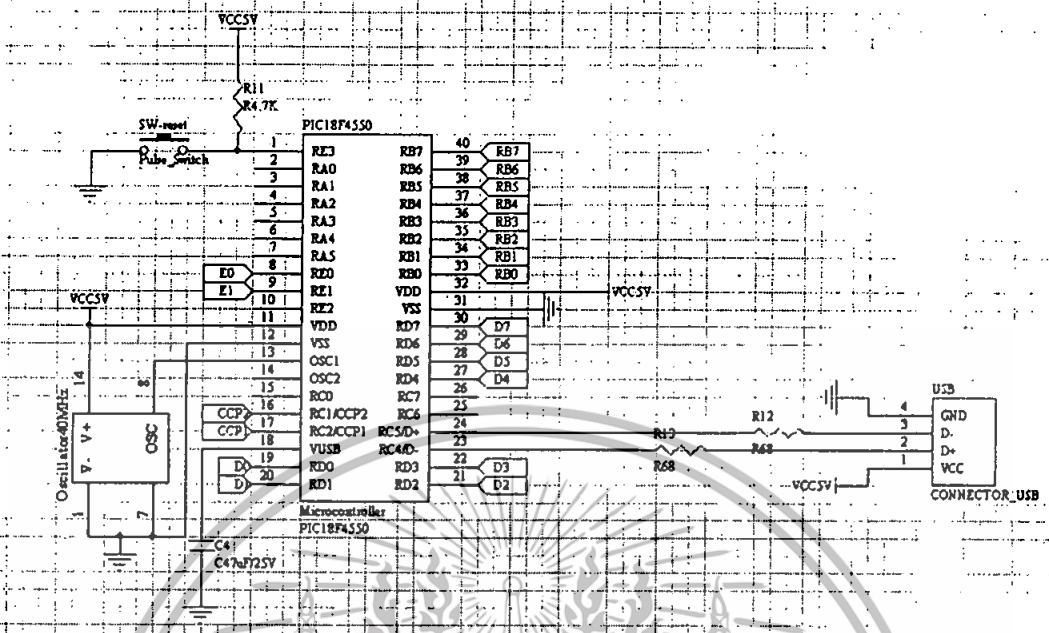 VCC5V
R11
R4.7K
SW-reset
Pulse_Switch
PIC18F4550
1 RE3 RB7 40 RB7
2 RA0 RB6 39 RB6
3 RA1 RB5 38 RB5
4 RA2 RB4 37 RB4
5 RA3 RB3 36 RB3
6 RA4 RB2 35 RB2
7 RA5 RB1 34 RB1
E0 8 RE0 RB0 33 RB0
E1 9 RE1 VDD 32 VCC5V
10 RE2 VSS 31
VCC5V 11 VDD RD7 30 D7
12 VSS RD6 29 D6
13 OSC1 RD5 28 D5
14 OSC2 RD4 27 D4
15 RC0 RC7 26
CCP 16 RC1/CCP2 RC6 25
CCP 17 RC2/CCP1 RC5/D+ 24
18 VUSB RC4/D- 23
19 RD0 RD3 22 D3
D 20 RD1 RD2 21 D2
Microcontroller
PIC18F4550
Oscillator40MHz
14 V+
8 OSC
V- 1
7
C4
C47uF/25V
R13
R68
R12
R68
USB
4 GND
3 D-
2 D+
1 VCC
VCC5V
CONNECTOR_USB